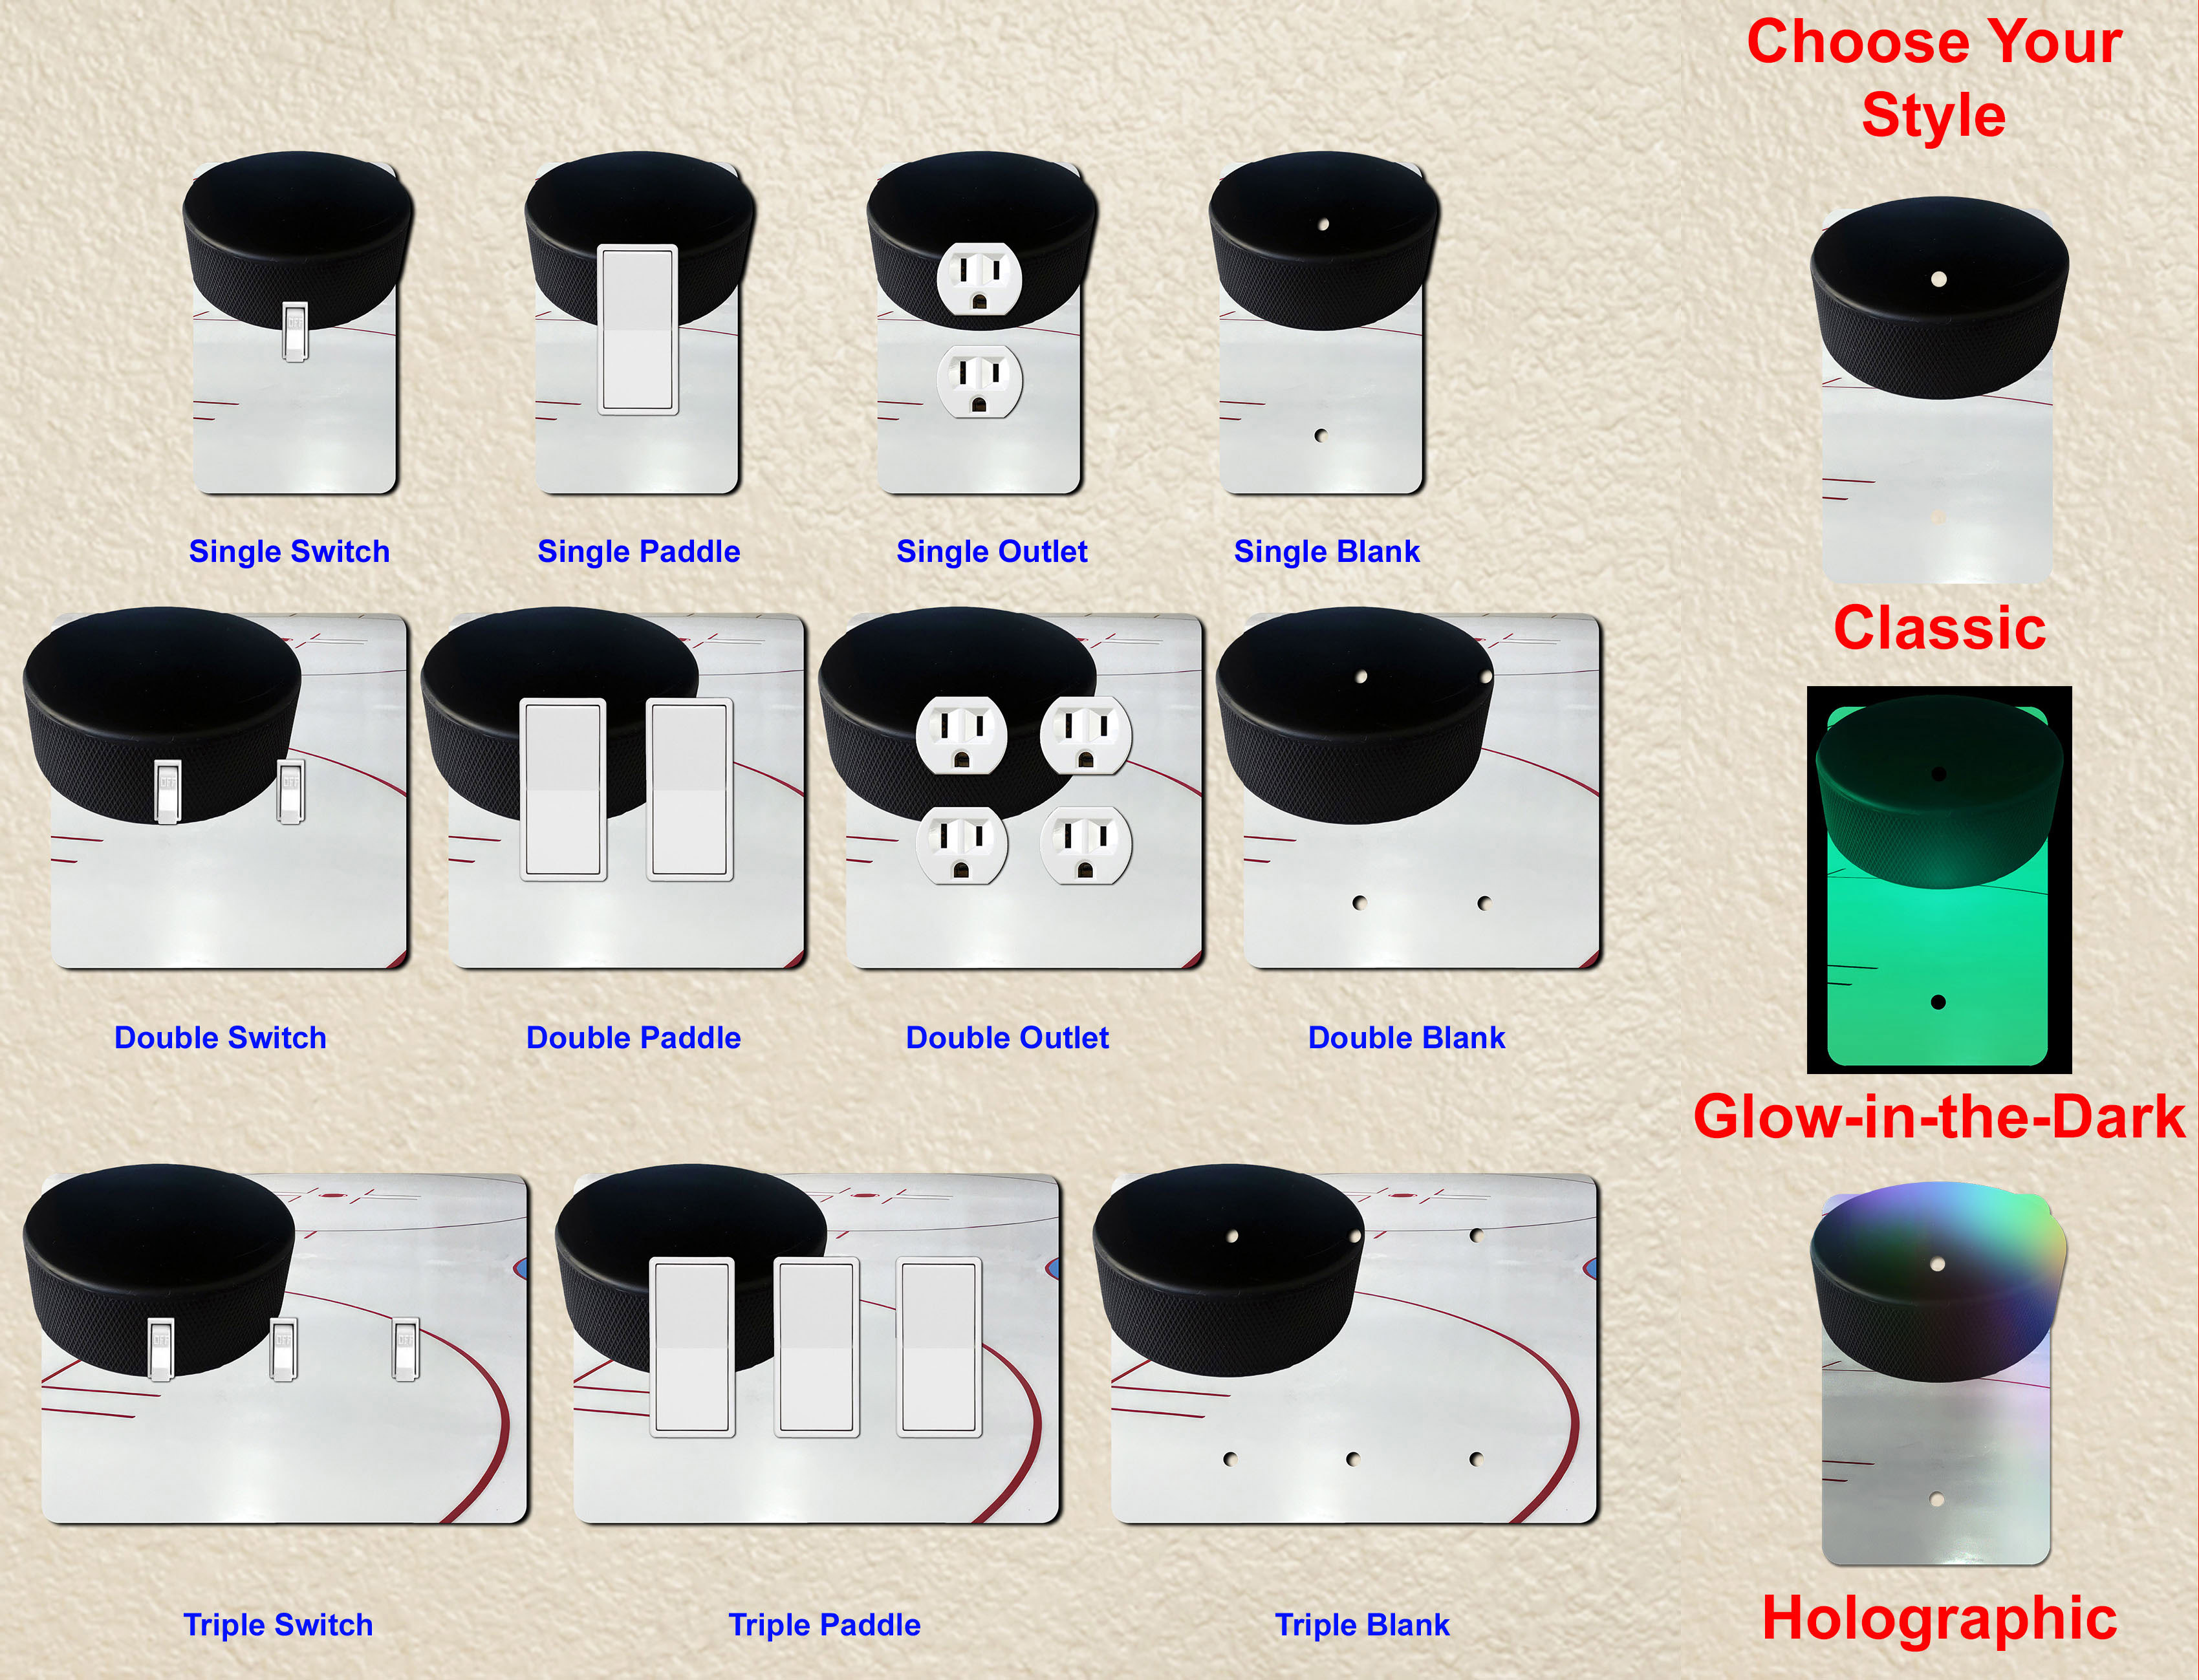 Choose Your
Style
Single Switch
Single Paddle
Single Outlet
Single Blank
Classic
Double Switch
Double Paddle
Double Outlet
Double Blank
Glow-in-the-Dark
Triple Switch
Triple Paddle
Triple Blank
Holographic